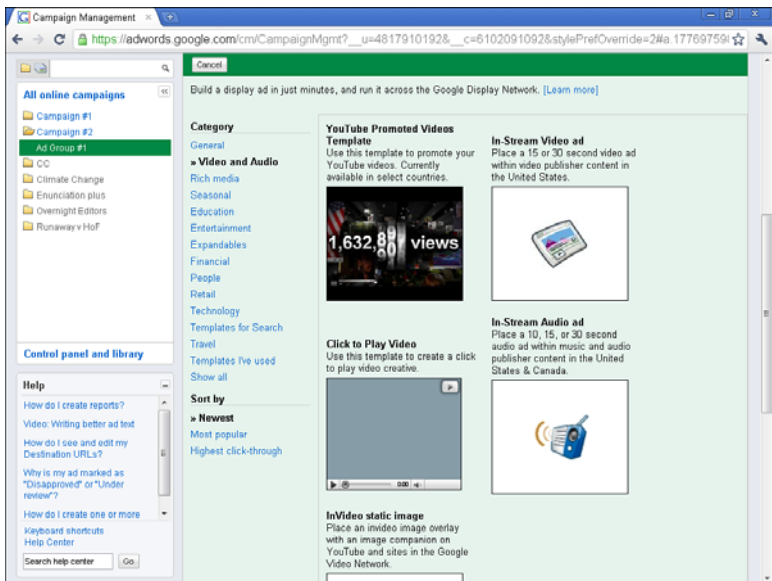 Campaign Management
https://adwords.google.com/cm/CampaignMgmt?__u=4817910192&__c=6102091092&stylePrefOverride=2#a.17769759
Cancel
Build a display ad in just minutes, and run it across the Google Display Network. [Learn more]
All online campaigns
Campaign #1
Campaign #2
Ad Group #1
CC
Climate Change
Enunciation plus
Overnight Editors
Runaway v HoF
Control panel and library
Help
How do I create reports?
Video: Writing better ad text
How do I see and edit my
Destination URLs?
Why is my ad marked as
"Disapproved" or "Under
review"?
How do I create one or more
Keyboard shortcuts
Help Center
Search help center
Go
Category
General
» Video and Audio
Rich media
Seasonal
Education
Entertainment
Expandables
Financial
People
Retail
Technology
Templates for Search
Travel
Templates I've used
Show all
Sort by
» Newest
Most popular
Highest click-through
YouTube Promoted Videos
Template
Use this template to promote your
YouTube videos. Currently
available in select countries.
views
In-Stream Video ad
Place a 15 or 30 second video ad
within video publisher content in
the United States.
Click to Play Video
Use this template to create a click
to play video creative.
0:00
In-Stream Audio ad
Place a 10, 15, or 30 second
audio ad within music and audio
publisher content in the United
States & Canada.
InVideo static image
Place an invideo image overlay
with an image companion on
YouTube and sites in the Google
Video Network.